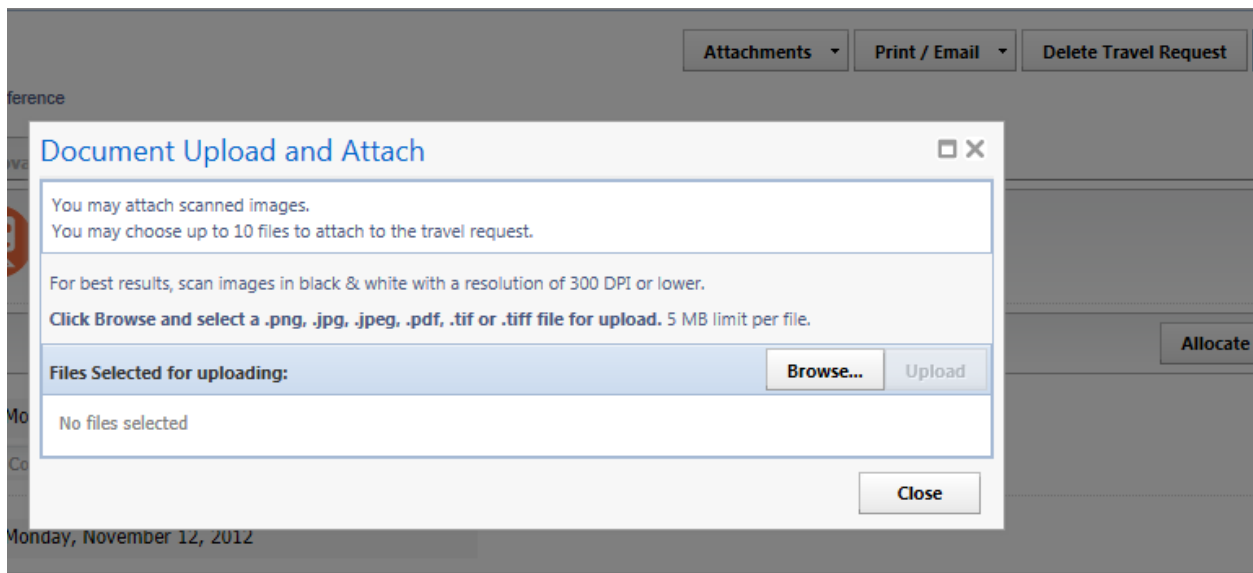 Attachments Print / Email Delete Travel Request
ference
Document Upload and Attach
You may attach scanned images.
You may choose up to 10 files to attach to the travel request.
For best results, scan images in black & white with a resolution of 300 DPI or lower.
Click Browse and select a .png, .jpg, .jpeg, .pdf, .tif or .tiff file for upload. 5 MB limit per file.
Allocate
Files Selected for uploading: Browse... Upload
Mo
No files selected
Co
Close
Monday, November 12, 2012